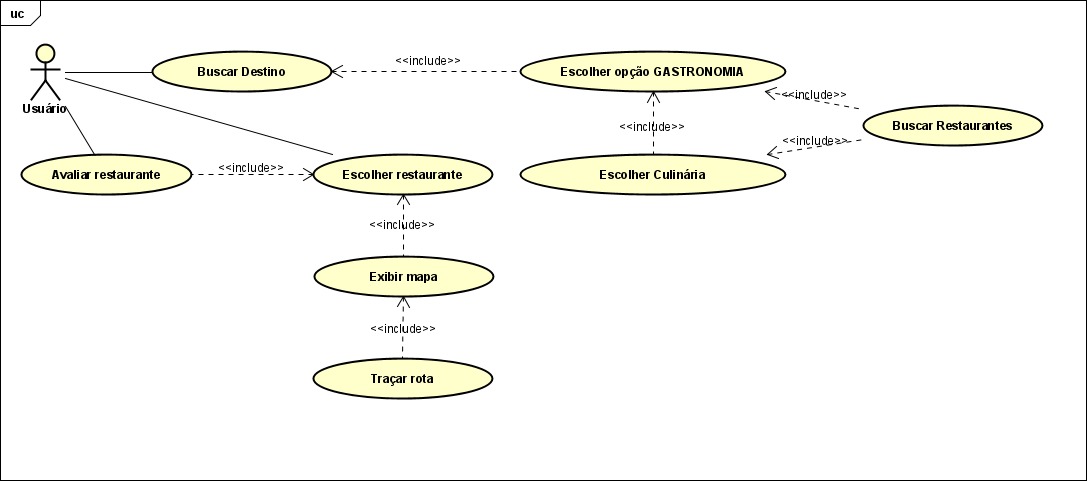 uc
Usuário
Buscar Destino
<<include>>
Escolher opção GASTRONOMIA
<<include>>
Buscar Restaurantes
<<include>>
<<include>>
Avaliar restaurante
<<include>>
Escolher restaurante
Escolher Culinária
<<include>>
Exibir mapa
<<include>>
Traçar rota